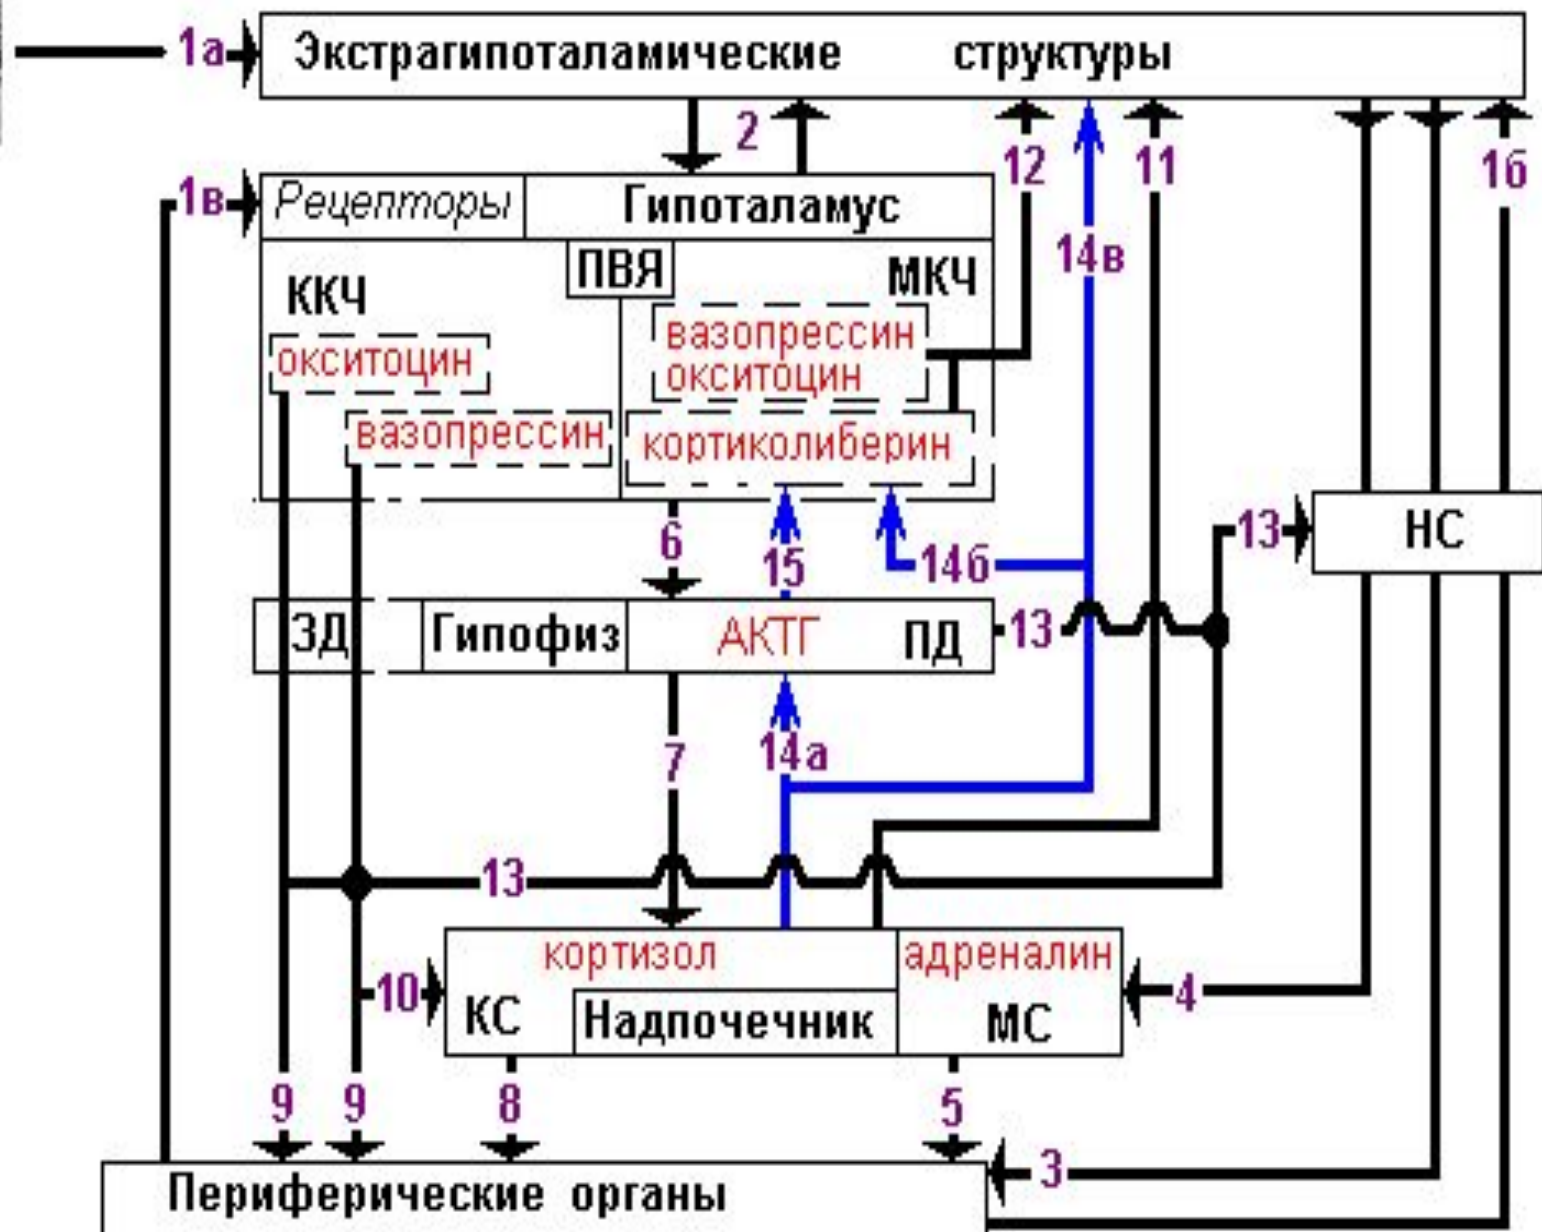 1а
Экстрагипоталамические структуры
2
12
11
1б
1в
Рецепторы
Гипоталамус
14в
ПВЯ
ККЧ
МКЧ
вазопрессин
окситоцин
окситоцин
вазопрессин
кортиколиберин
13
НС
6
15
14б
ЗД
Гипофиз
АКТГ
ПД
13
7
14а
13
кортизол
адреналин
10
4
КС
Надпочечник
МС
9
9
8
5
3
Периферические органы